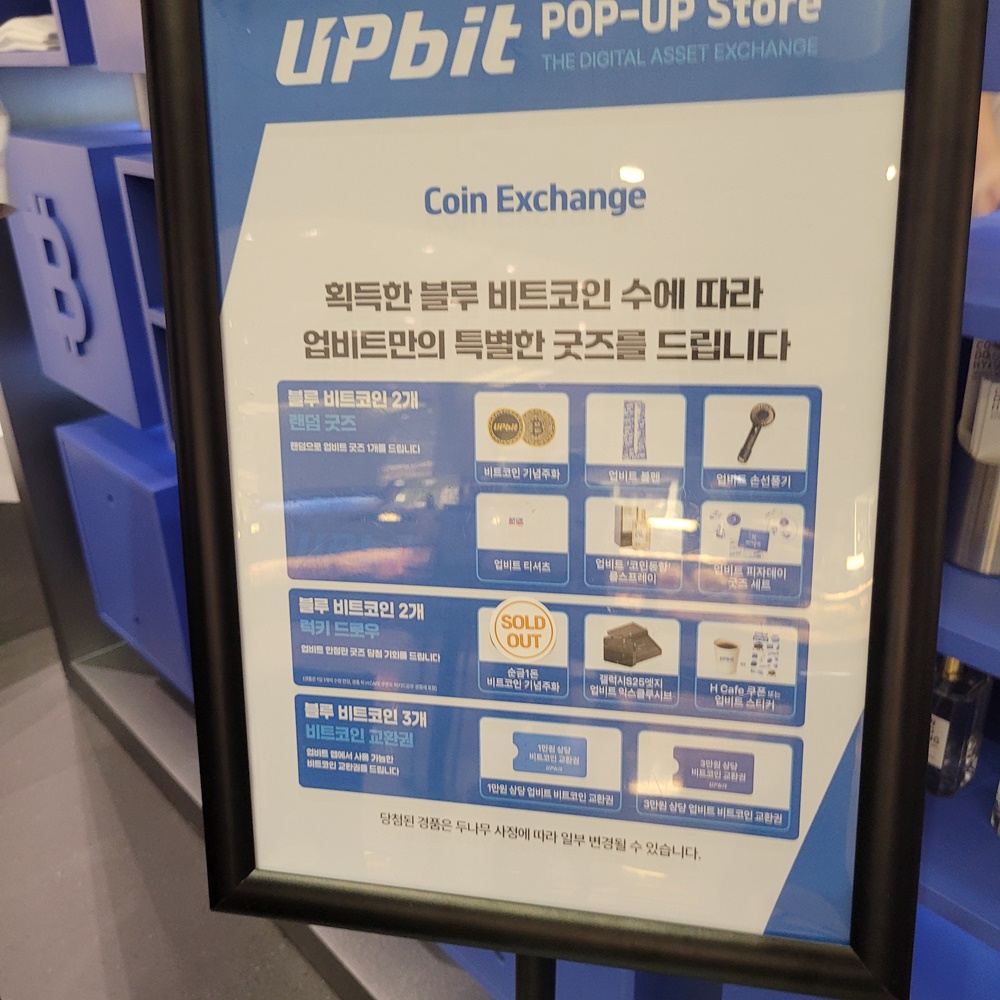 UPbit POP-UP Store
THE DIGITAL ASSET EXCHANGE
Coin Exchange
획득한 블루 비트코인 수에 따라
업비트만의 특별한 굿즈를 드립니다
블루 비트코인 2개
랜덤 굿즈
랜덤으로 업비트 굿즈 1개를 드립니다
UPbit
비트코인 기념주화
업비트 볼펜
업비트 손선풍기
업비트 티셔츠
업비트 '코인동향'
룸스프레이
업비트 피자데이
굿즈 세트
블루 비트코인 2개
럭키 드로우
업비트 한정판 굿즈 당첨 기회를 드립니다
SOLD
OUT
순금1돈
비트코인 기념주화
갤럭시S25엣지
업비트 익스클루시브
H Cafe 쿠폰 또는
업비트 스티커
블루 비트코인 3개
비트코인 교환권
업비트 앱에서 사용 가능한
비트코인 교환권을 드립니다
1만원 상당
비트코인 교환권
UPbit
1만원 상당 업비트 비트코인 교환권
3만원 상당
비트코인 교환권
UPbit
3만원 상당 업비트 비트코인 교환권
당첨된 경품은 두나무 사정에 따라 일부 변경될 수 있습니다.